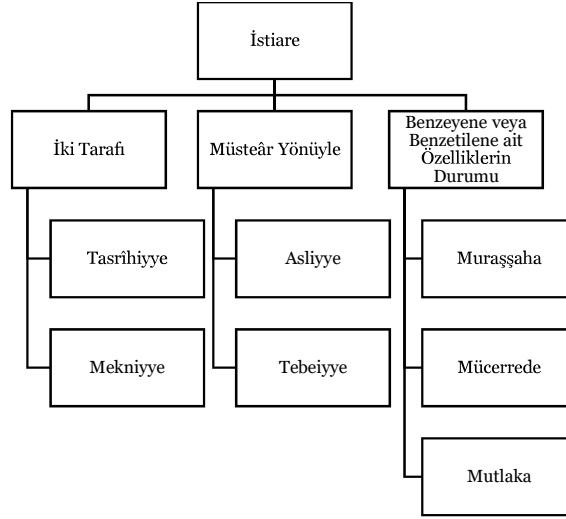 İstiare
İki Tarafı
Müsteâr Yönüyle
Benzeyene veya
Benzetilene ait
Özelliklerin
Durumu
Tasrîhiyye
Asliyye
Muraşşaha
Mekniyye
Tebeiyye
Mücerrede
Mutlaka